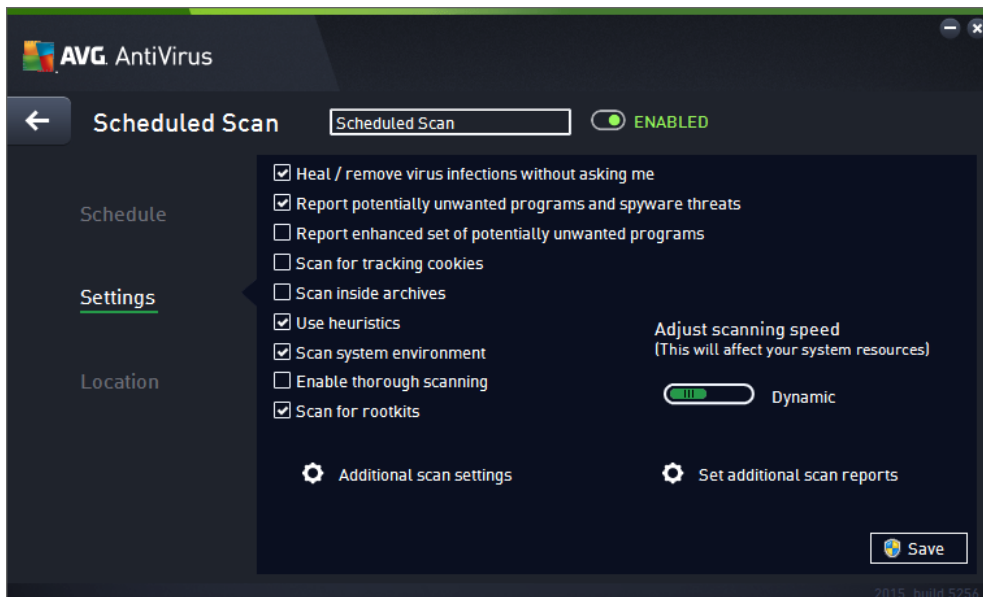 AVG. AntiVirus
Scheduled Scan
Scheduled Scan
ENABLED
Schedule
Settings
Location
Heal / remove virus infections without asking me
Report potentially unwanted programs and spyware threats
Report enhanced set of potentially unwanted programs
Scan for tracking cookies
Scan inside archives
Use heuristics
Scan system environment
Enable thorough scanning
Scan for rootkits
Adjust scanning speed
(This will affect your system resources)
Dynamic
Additional scan settings
Set additional scan reports
Save
2015, build 5256